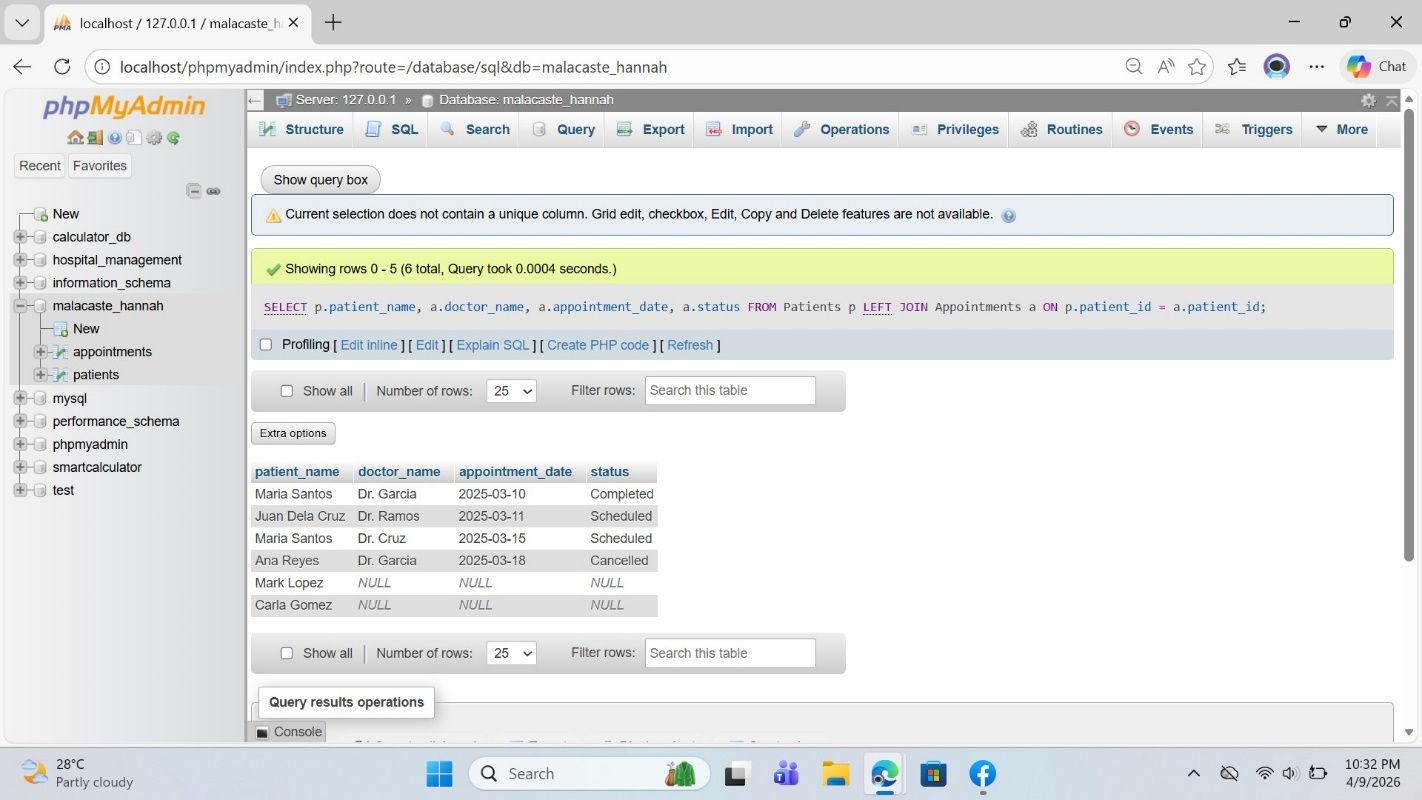 localhost / 127.0.0.1 / malacaste_h
localhost/phpmyadmin/index.php?route=/database/sql&db=malacaste_hannah
Chat
phpMyAdmin
Recent Favorites
New
calculator_db
hospital_management
information_schema
malacaste_hannah
New
appointments
patients
mysql
performance_schema
phpmyadmin
smartcalculator
test
Server: 127.0.0.1 » Database: malacaste_hannah
Structure SQL Search Query Export Import Operations Privileges Routines Events Triggers More
Show query box
Current selection does not contain a unique column. Grid edit, checkbox, Edit, Copy and Delete features are not available.
Showing rows 0 - 5 (6 total, Query took 0.0004 seconds.)
SELECT p.patient_name, a.doctor_name, a.appointment_date, a.status FROM Patients p LEFT JOIN Appointments a ON p.patient_id = a.patient_id;
Profiling [ Edit inline ] [ Edit ] [ Explain SQL ] [ Create PHP code ] [ Refresh ]
Show all Number of rows: 25 Filter rows: Search this table
Extra options
patient_name doctor_name appointment_date status
Maria Santos Dr. Garcia 2025-03-10 Completed
Juan Dela Cruz Dr. Ramos 2025-03-11 Scheduled
Maria Santos Dr. Cruz 2025-03-15 Scheduled
Ana Reyes Dr. Garcia 2025-03-18 Cancelled
Mark Lopez NULL NULL NULL
Carla Gomez NULL NULL NULL
Show all Number of rows: 25 Filter rows: Search this table
Query results operations
Console
28°C
Partly cloudy
Search
10:32 PM
4/9/2026